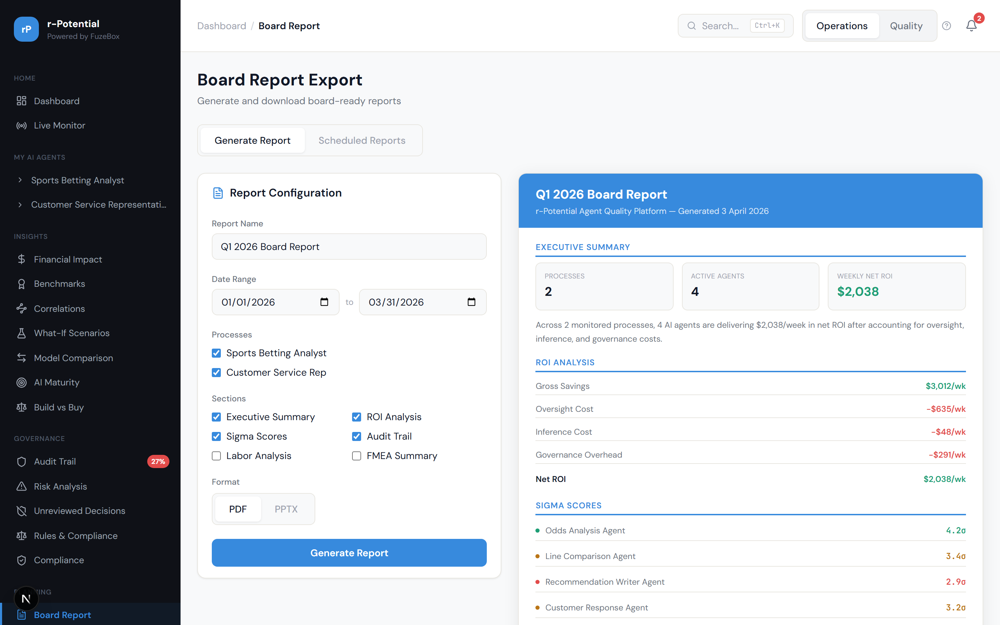 rP
r-Potential
Powered by FuzeBox
HOME
Dashboard
Live Monitor
MY AI AGENTS
Sports Betting Analyst
Customer Service Representati...
INSIGHTS
Financial Impact
Benchmarks
Correlations
What-If Scenarios
Model Comparison
AI Maturity
Build vs Buy
GOVERNANCE
Audit Trail 27%
Risk Analysis
Unreviewed Decisions
Rules & Compliance
Compliance
N
Board Report
Dashboard / Board Report
Search... Ctrl+K
Operations Quality
2
Board Report Export
Generate and download board-ready reports
Generate Report Scheduled Reports
Report Configuration
Report Name
Q1 2026 Board Report
Date Range
01/01/2026 to 03/31/2026
Processes
Sports Betting Analyst
Customer Service Rep
Sections
Executive Summary ROI Analysis
Sigma Scores Audit Trail
Labor Analysis FMEA Summary
Format
PDF PPTX
Generate Report
Q1 2026 Board Report
r-Potential Agent Quality Platform — Generated 3 April 2026
EXECUTIVE SUMMARY
PROCESSES ACTIVE AGENTS WEEKLY NET ROI
2 4 $2,038
Across 2 monitored processes, 4 AI agents are delivering $2,038/week in net ROI after accounting for oversight,
inference, and governance costs.
ROI ANALYSIS
Gross Savings $3,012/wk
Oversight Cost -$635/wk
Inference Cost -$48/wk
Governance Overhead -$291/wk
Net ROI $2,038/wk
SIGMA SCORES
Odds Analysis Agent 4.2σ
Line Comparison Agent 3.4σ
Recommendation Writer Agent 2.9σ
Customer Response Agent 3.2σ